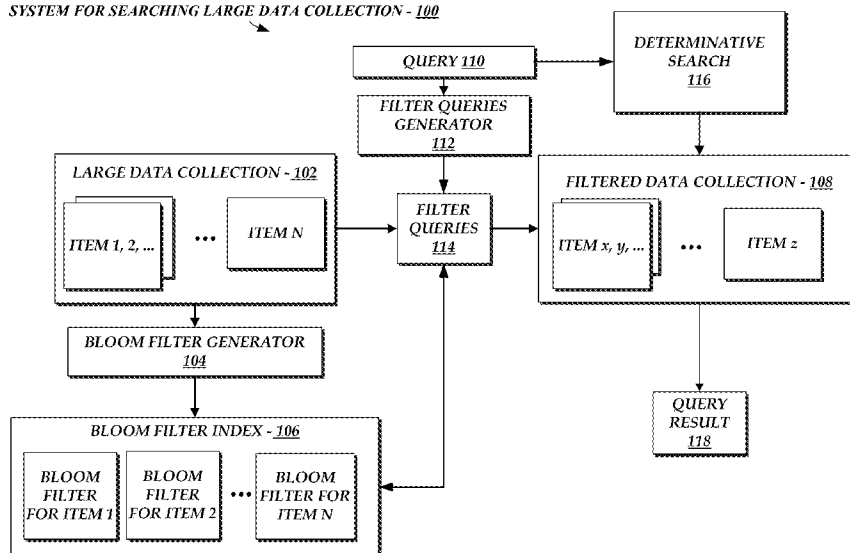 SYSTEM FOR SEARCHING LARGE DATA COLLECTION - 100
QUERY 110
DETERMINATIVE
SEARCH
116
FILTER QUERIES
GENERATOR
112
LARGE DATA COLLECTION - 102
ITEM 1, 2, ...
...
ITEM N
FILTER
QUERIES
114
FILTERED DATA COLLECTION - 108
ITEM x, y, ...
...
ITEM z
BLOOM FILTER GENERATOR
104
QUERY
RESULT
118
BLOOM FILTER INDEX - 106
BLOOM
FILTER
FOR ITEM 1
BLOOM
FILTER
FOR ITEM 2
...
BLOOM
FILTER FOR
ITEM N